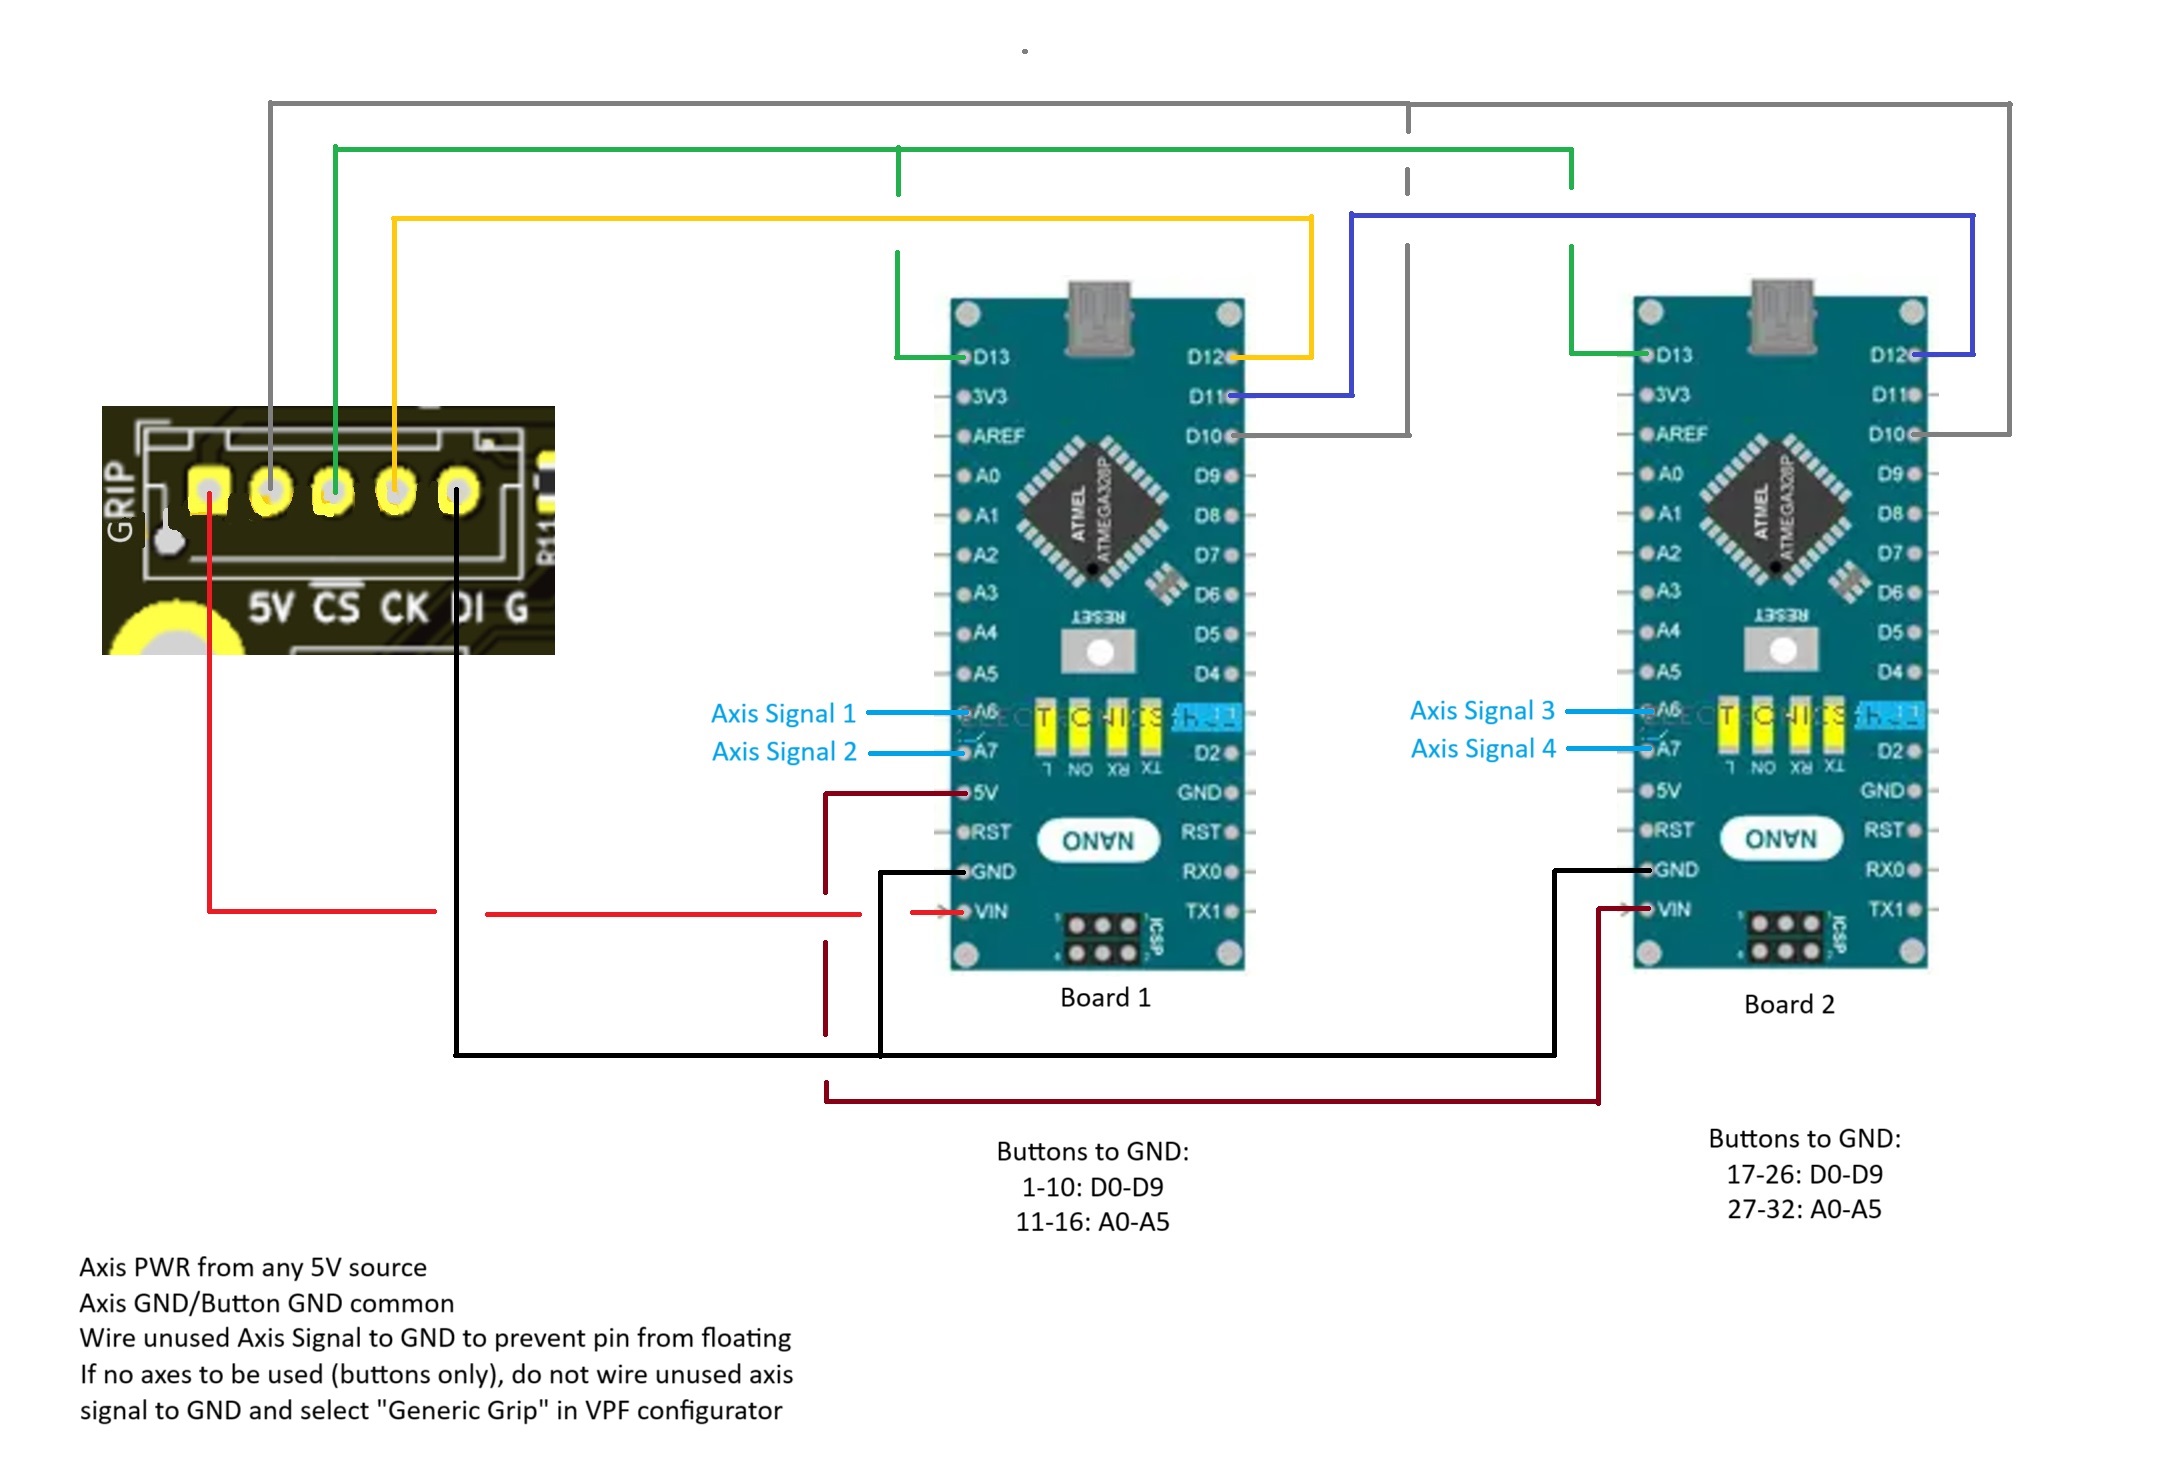 D13
3V3
AREF
A0
A1
A2
A3
A4
A5
A6
A7
5V
RST
GND
VIN
D12
D11
D10
D9
D8
D7
D6
D5
D4
D2
GND
RST
RX0
TX1
ATMEL
ATMEGA328P
RESET
L ON RX TX
NANO
ICSP
Board 1
D13
3V3
AREF
A0
A1
A2
A3
A4
A5
A6
A7
5V
RST
GND
VIN
D12
D11
D10
D9
D8
D7
D6
D5
D4
D2
GND
RST
RX0
TX1
ATMEL
ATMEGA328P
RESET
L ON RX TX
NANO
ICSP
Board 2
GRIP
R11
5V CS CK DI G
Axis Signal 1
Axis Signal 2
Axis Signal 3
Axis Signal 4
Buttons to GND:
1-10: D0-D9
11-16: A0-A5
Buttons to GND:
17-26: D0-D9
27-32: A0-A5
Axis PWR from any 5V source
Axis GND/Button GND common
Wire unused Axis Signal to GND to prevent pin from floating
If no axes to be used (buttons only), do not wire unused axis
signal to GND and select "Generic Grip" in VPF configurator